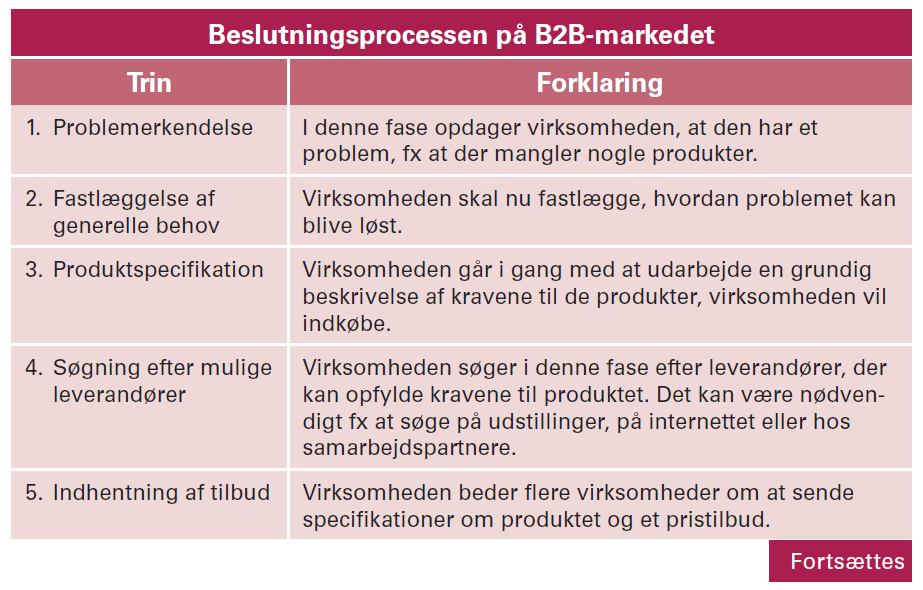 Beslutningsprocessen på B2B-markedet
Trin
Forklaring
1. Problemerkendelse
I denne fase opdager virksomheden, at den har et
problem, fx at der mangler nogle produkter.
2. Fastlæggelse af
generelle behov
Virksomheden skal nu fastlægge, hvordan problemet kan
blive løst.
3. Produktspecifikation
Virksomheden går i gang med at udarbejde en grundig
beskrivelse af kravene til de produkter, virksomheden vil
indkøbe.
4. Søgning efter mulige
leverandører
Virksomheden søger i denne fase efter leverandører, der
kan opfylde kravene til produktet. Det kan være nødven-
digt fx at søge på udstillinger, på internettet eller hos
samarbejdspartnere.
5. Indhentning af tilbud
Virksomheden beder flere virksomheder om at sende
specifikationer om produktet og et pristilbud.
Fortsættes